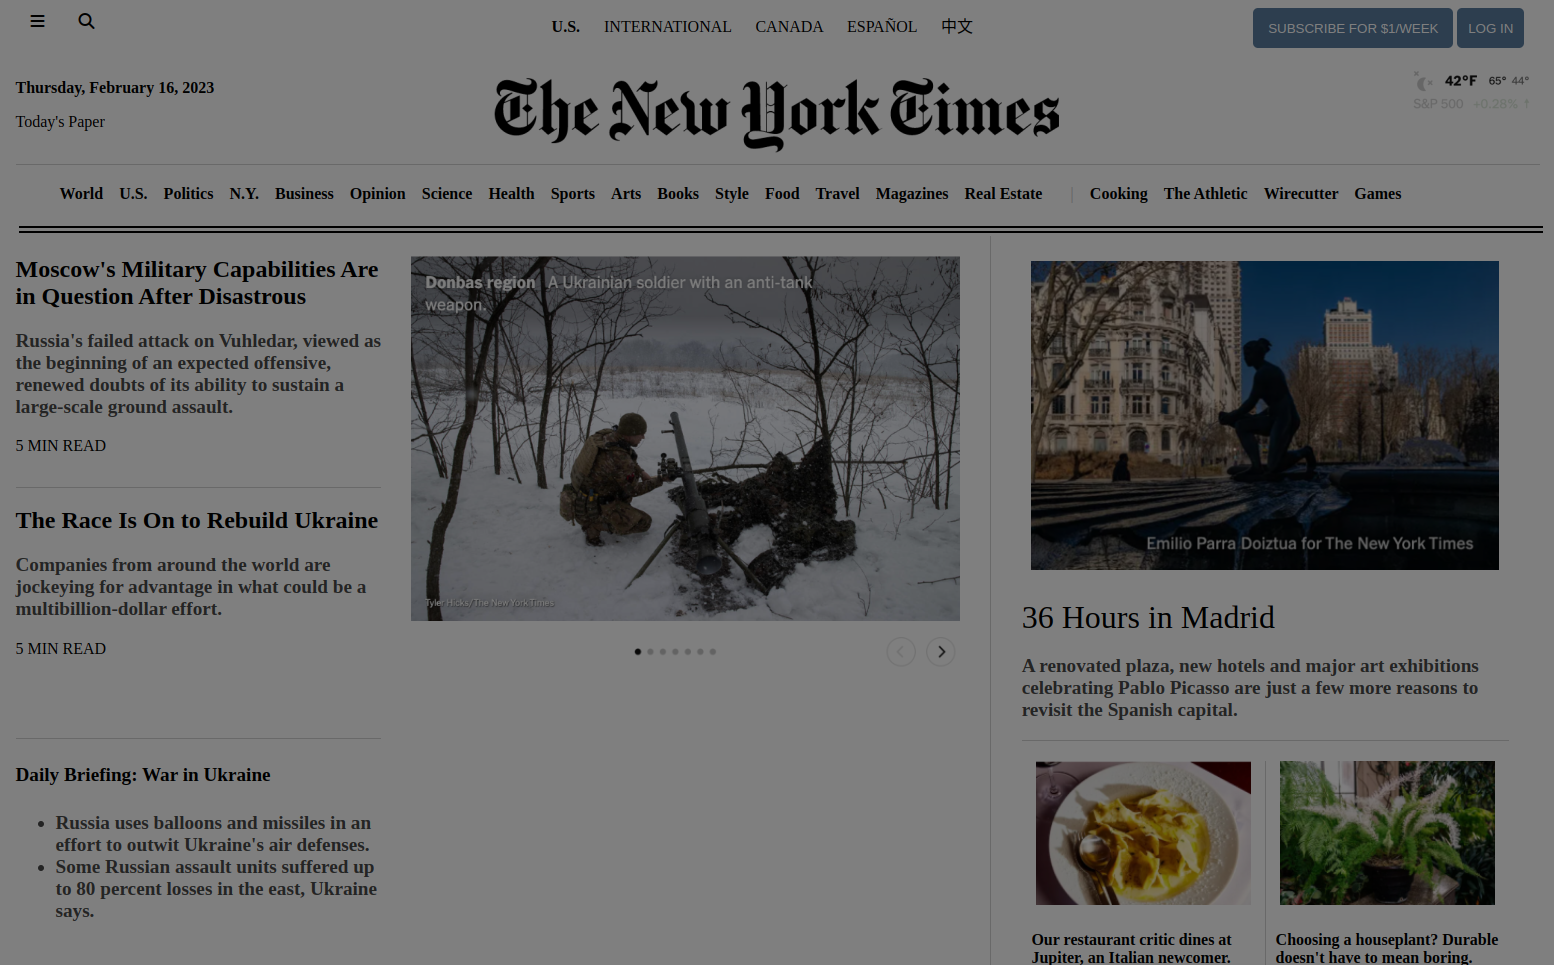 U.S. INTERNATIONAL CANADA ESPAÑOL 中文
SUBSCRIBE FOR $1/WEEK LOG IN
Thursday, February 16, 2023
Today's Paper
The New York Times
42°F 65° 44°
S&P 500 +0.28% ↑
World U.S. Politics N.Y. Business Opinion Science Health Sports Arts Books Style Food Travel Magazines Real Estate | Cooking The Athletic Wirecutter Games
Moscow's Military Capabilities Are
in Question After Disastrous
Russia's failed attack on Vuhledar, viewed as
the beginning of an expected offensive,
renewed doubts of its ability to sustain a
large-scale ground assault.
5 MIN READ
The Race Is On to Rebuild Ukraine
Companies from around the world are
jockeying for advantage in what could be a
multibillion-dollar effort.
5 MIN READ
Daily Briefing: War in Ukraine
• Russia uses balloons and missiles in an
effort to outwit Ukraine's air defenses.
• Some Russian assault units suffered up
to 80 percent losses in the east, Ukraine
says.
Donbas region A Ukrainian soldier with an anti-tank
weapon.
Tyler Hicks/The New York Times
Emilio Parra Doiztua for The New York Times
36 Hours in Madrid
A renovated plaza, new hotels and major art exhibitions
celebrating Pablo Picasso are just a few more reasons to
revisit the Spanish capital.
Our restaurant critic dines at
Jupiter, an Italian newcomer.
Choosing a houseplant? Durable
doesn't have to mean boring.